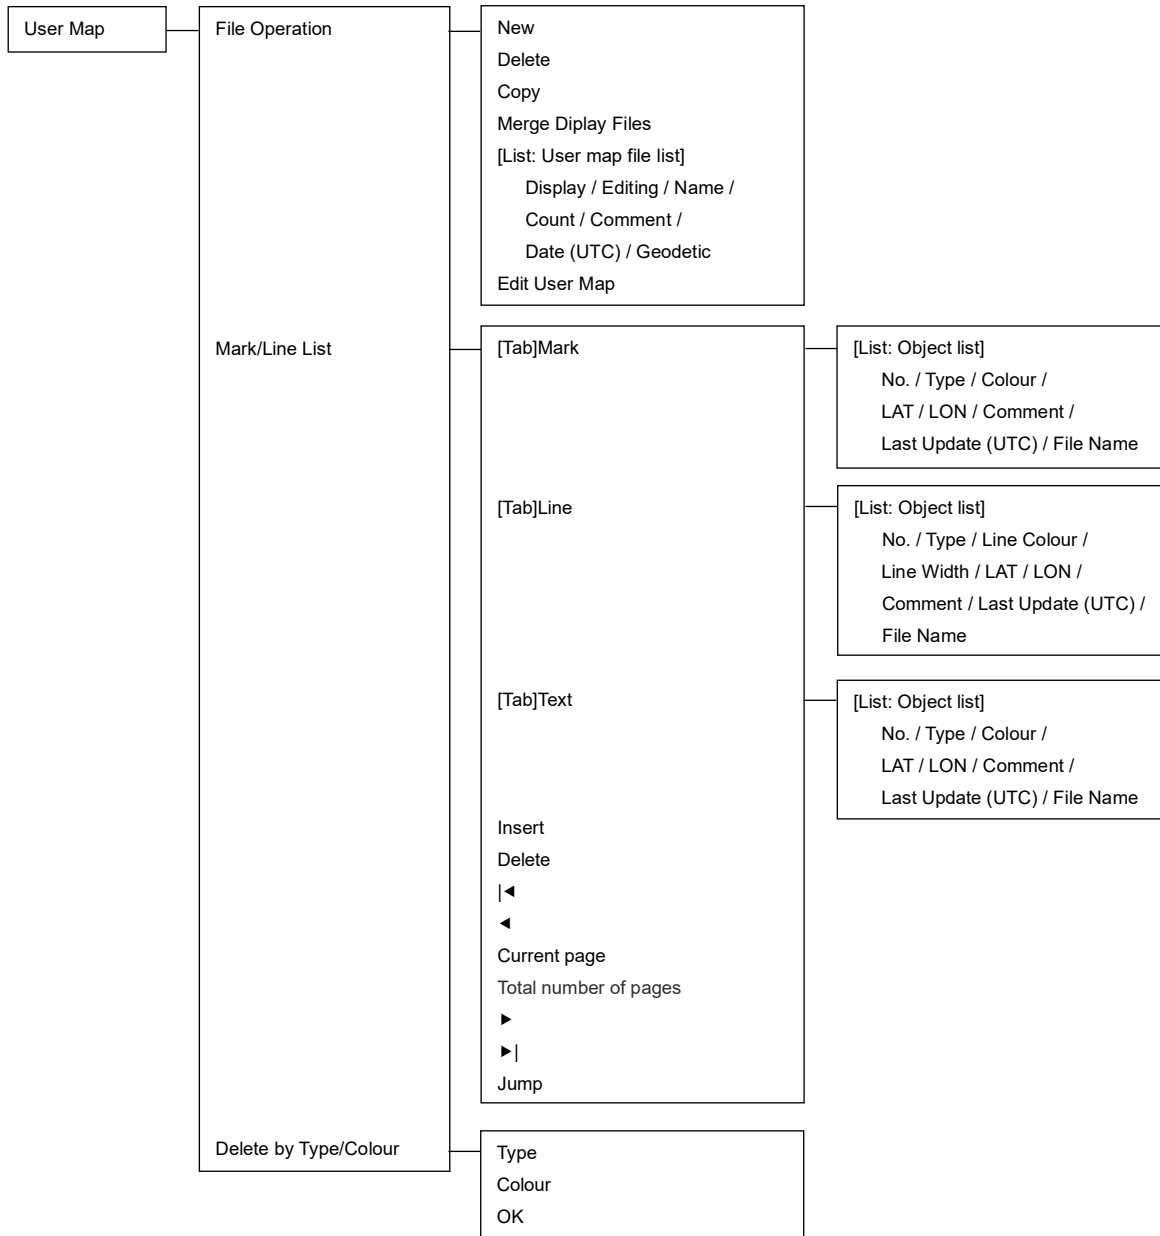 User Map
File Operation
New
Delete
Copy
Merge Diplay Files
[List: User map file list]
Display / Editing / Name /
Count / Comment /
Date (UTC) / Geodetic
Edit User Map
Mark/Line List
[Tab]Mark
[List: Object list]
No. / Type / Colour /
LAT / LON / Comment /
Last Update (UTC) / File Name
[Tab]Line
[List: Object list]
No. / Type / Line Colour /
Line Width / LAT / LON /
Comment / Last Update (UTC) /
File Name
[Tab]Text
[List: Object list]
No. / Type / Colour /
LAT / LON / Comment /
Last Update (UTC) / File Name
Insert
Delete
|◀
◀
Current page
Total number of pages
▶
▶|
Jump
Delete by Type/Colour
Type
Colour
OK